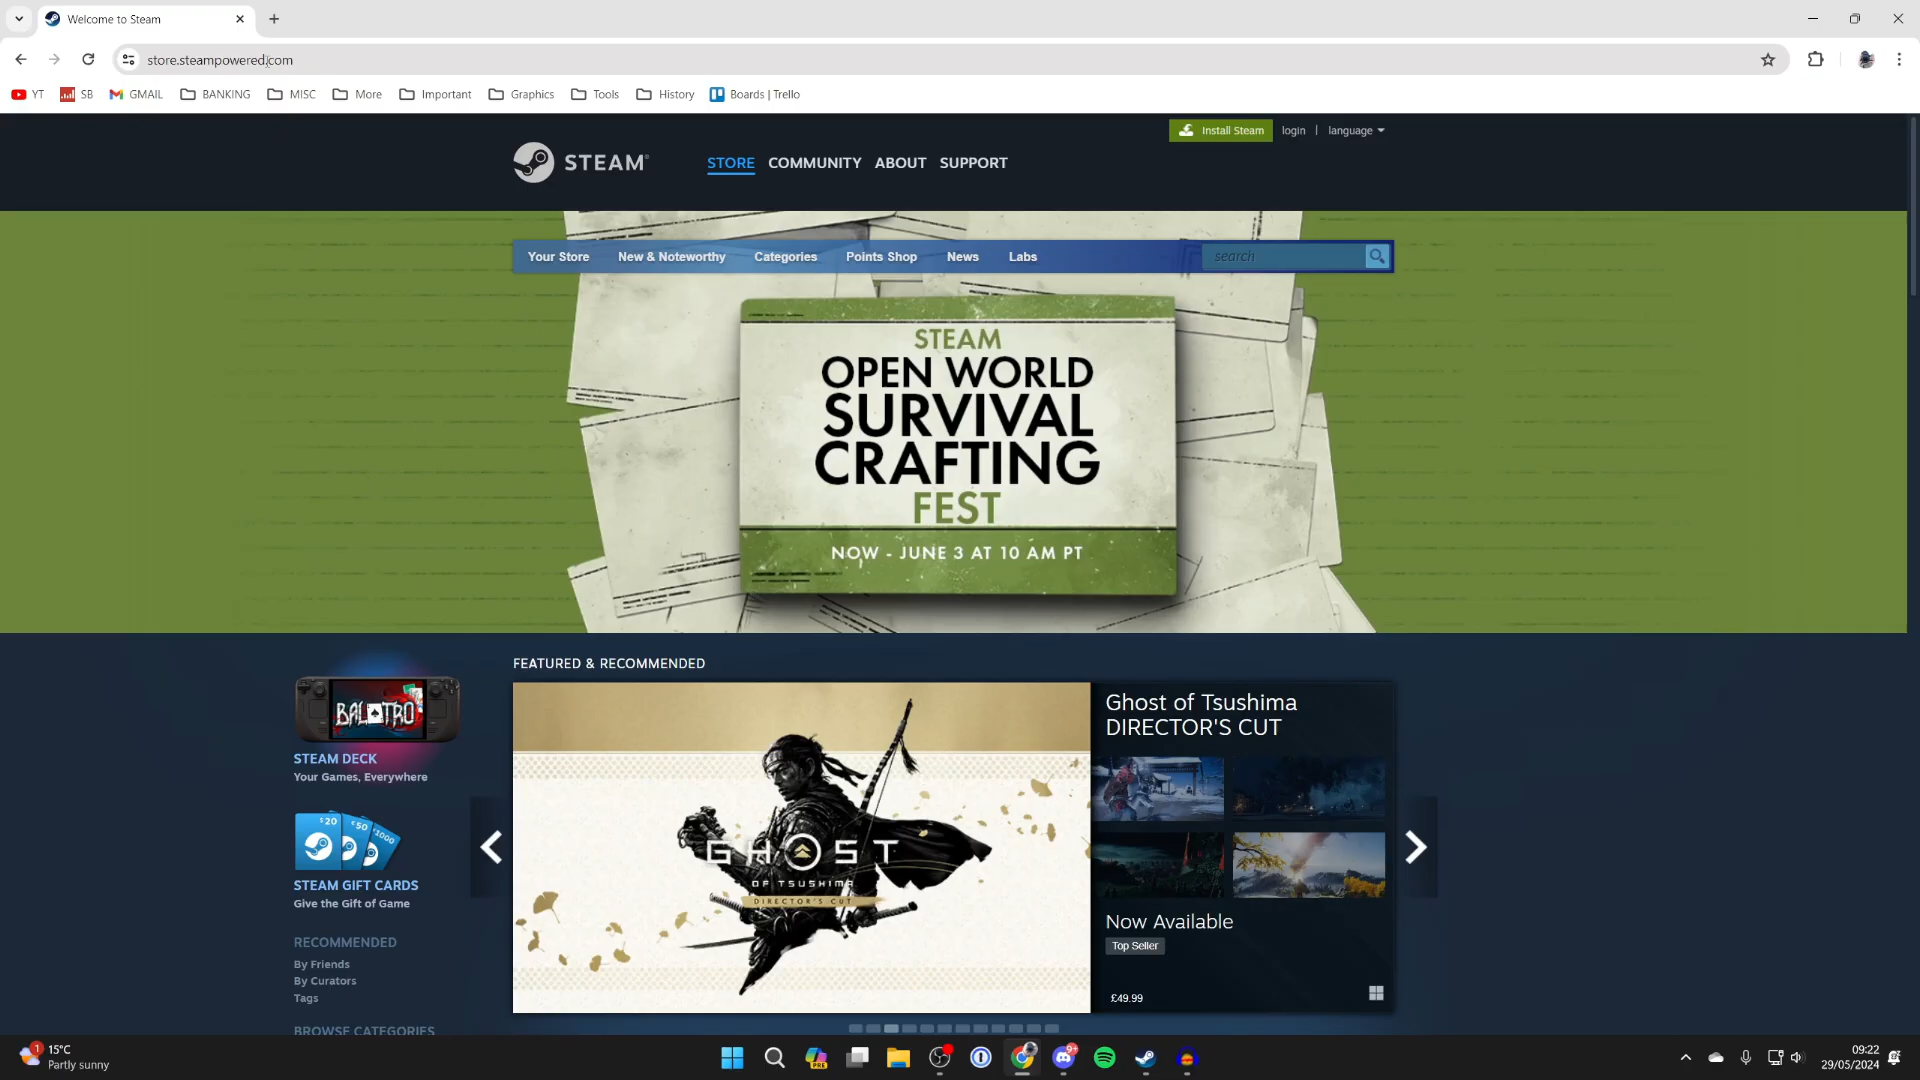 Welcome to Steam
store.steampowered.com
YT
SB
GMAIL
BANKING
MISC
More
Important
Graphics
Tools
History
Boards | Trello
Install Steam
login | language
STEAM®
STORE COMMUNITY ABOUT SUPPORT
Your Store New & Noteworthy Categories Points Shop News Labs
search
STEAM
OPEN WORLD
SURVIVAL
CRAFTING
FEST
NOW - JUNE 3 AT 10 AM PT
FEATURED & RECOMMENDED
BALATRO
STEAM DECK
Your Games, Everywhere
$20
STEAM GIFT CARDS
Give the Gift of Game
RECOMMENDED
By Friends
By Curators
Tags
BROWSE CATEGORIES
GHOST
OF TSUSHIMA
DIRECTOR'S CUT
Ghost of Tsushima
DIRECTOR'S CUT
Now Available
Top Seller
£49.99
1
15°C
Partly sunny
PRE
9+
09:22
29/05/2024